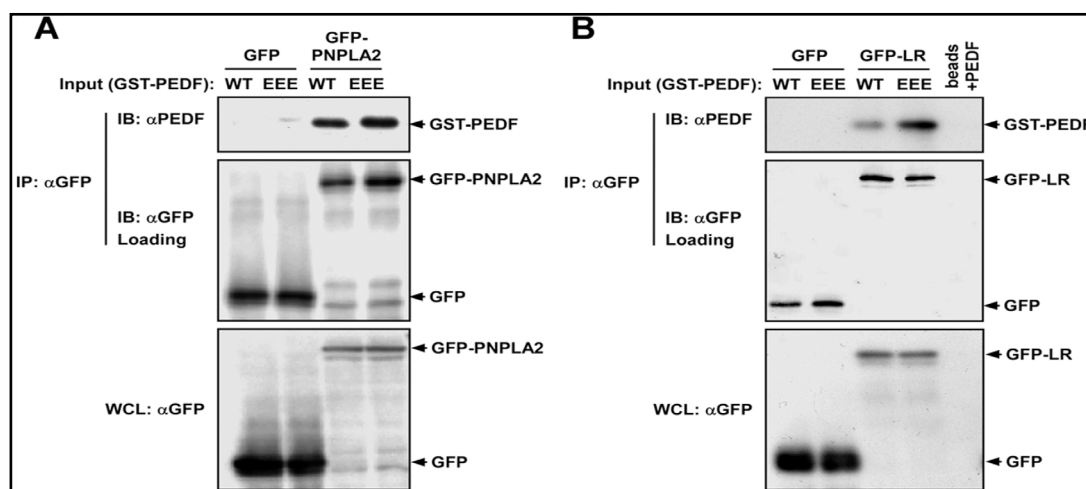 A
GFP
GFP-
PNPLA2
Input (GST-PEDF): WT EEE WT EEE
IB: αPEDF
GST-PEDF
IP: αGFP
GFP-PNPLA2
IB: αGFP
Loading
GFP
GFP-PNPLA2
WCL: αGFP
GFP
B
GFP GFP-LR
beads
+PEDF
Input (GST-PEDF): WT EEE WT EEE
IB: αPEDF
GST-PEDF
IP: αGFP
GFP-LR
IB: αGFP
Loading
GFP
GFP-LR
WCL: αGFP
GFP